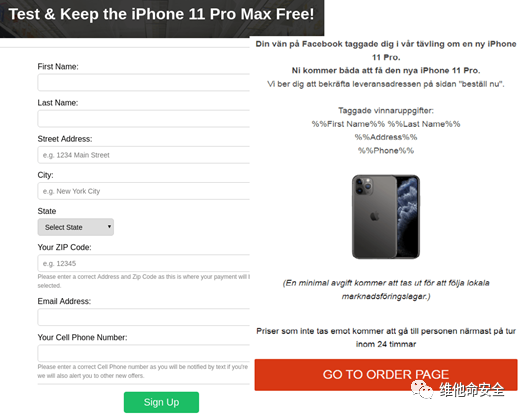 Test & Keep the iPhone 11 Pro Max Free!
First Name:
Last Name:
Street Address:
e.g. 1234 Main Street
City:
e.g. New York City
State
Select State
Your ZIP Code:
e.g. 12345
Please enter a correct Address and Zip Code as this is where your payment will
selected.
Email Address:
Your Cell Phone Number:
Please enter a correct Cell Phone number as you will be notified by text if you're
we will also alert you to other new offers.
Sign Up
Din vän på Facebook taggade dig i vår tävling om en ny iPhone
11 Pro.
Ni kommer båda att få den nya iPhone 11 Pro.
Vi ber dig att bekräfta leveransadressen på sidan "beställ nu".
Taggade vinnaruppgifter:
%%First Name%% %%Last Name%%
%%Address%%
%%Phone%%
(En minimal avgift kommer att tas ut för att följa lokala
marknadsföringslagar.)
Priser som inte tas emot kommer att gå till personen närmast på tur
inom 24 timmar
GO TO ORDER PAGE
维他命安全